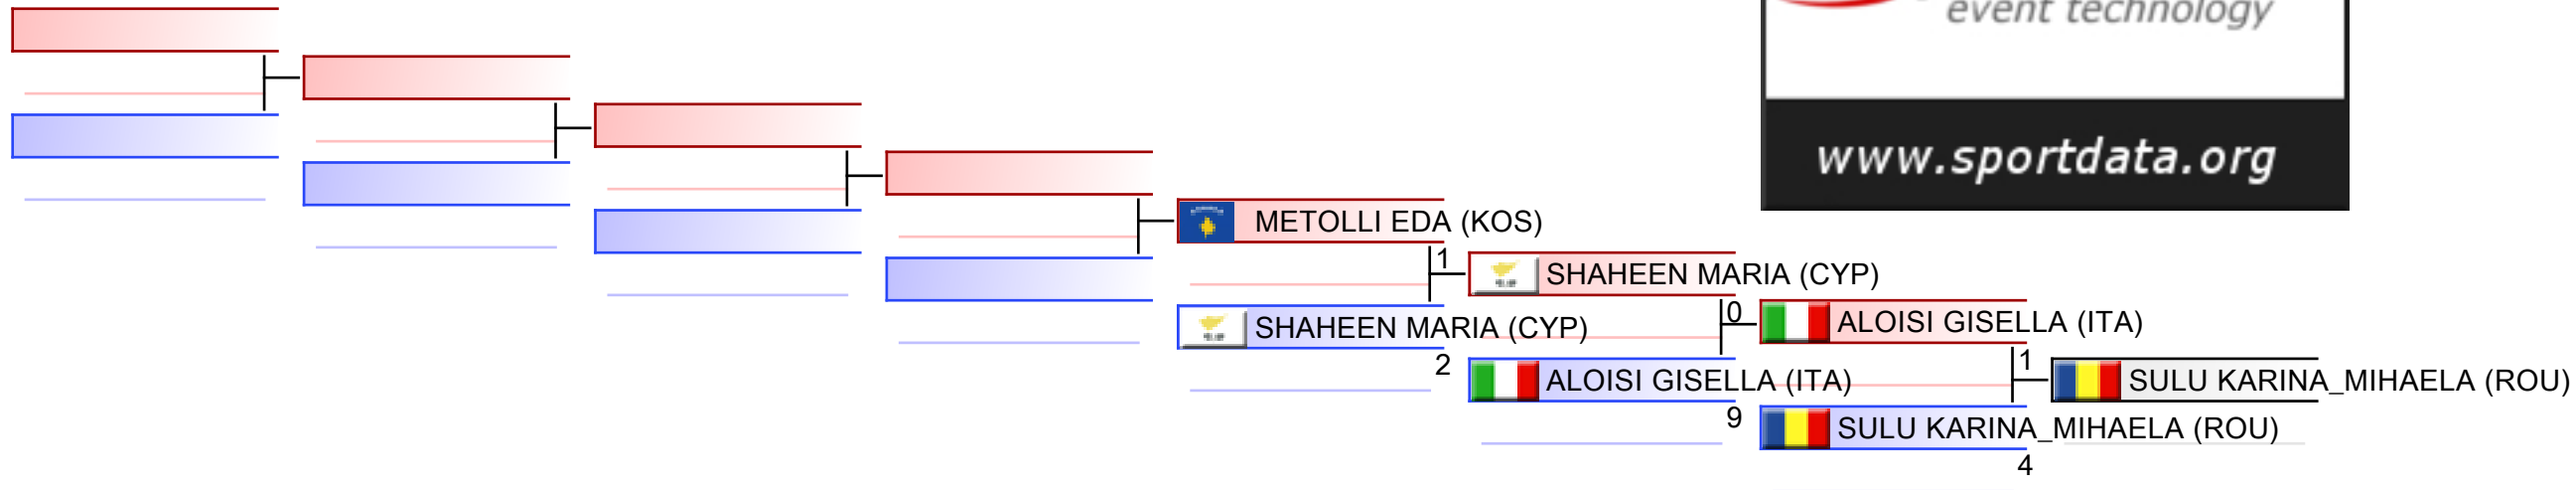 event technology
www.sportdata.org
METOLLI EDA (KOS)
1
SHAHEEN MARIA (CYP)
SHAHEEN MARIA (CYP)
2
0
ALOISI GISELLA (ITA)
ALOISI GISELLA (ITA)
9
1
SULU KARINA_MIHAELA (ROU)
SULU KARINA_MIHAELA (ROU)
4